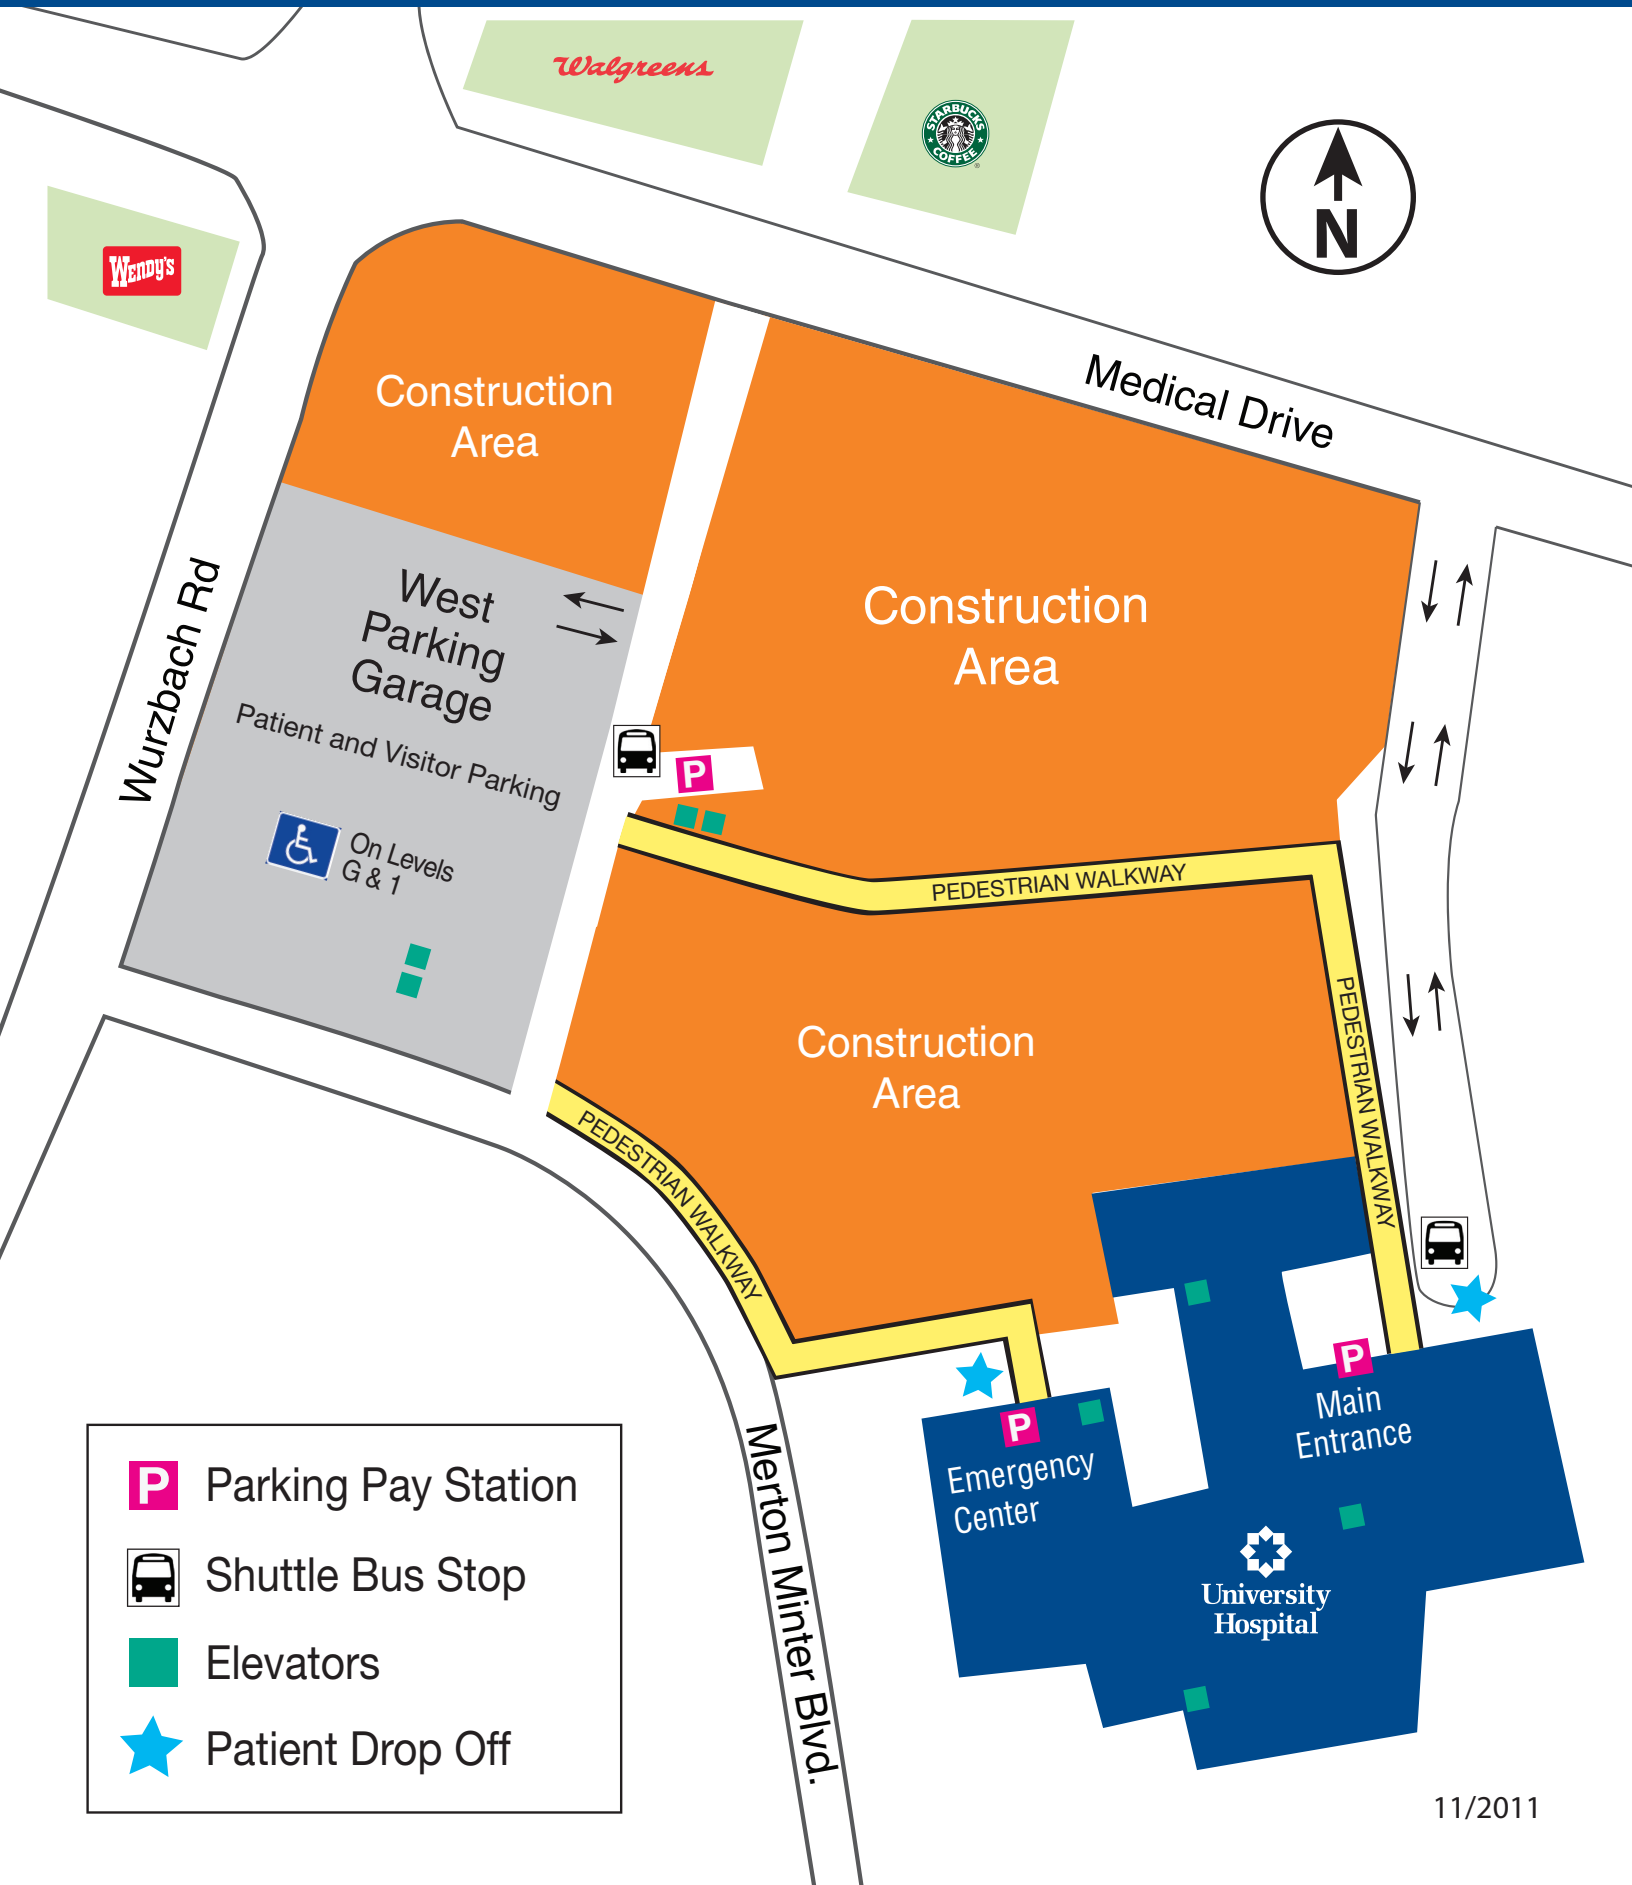 Walgreens
STARBUCKS
COFFEE
®
N
WENDY'S
Construction
Area
Medical Drive
West
Parking
Garage
Patient and Visitor Parking
On Levels
G & 1
Wurzbach Rd
Construction
Area
P
PEDESTRIAN WALKWAY
PEDESTRIAN WALKWAY
Construction
Area
PEDESTRIAN WALKWAY
P
Main
Entrance
P
Emergency
Center
University
Hospital
Merton Minter Blvd.
P Parking Pay Station
Shuttle Bus Stop
Elevators
Patient Drop Off
11/2011